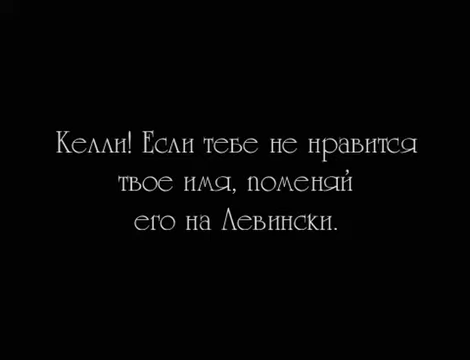 Келли! Если тебе не нравится
твое имя, поменяй
его на Левински.